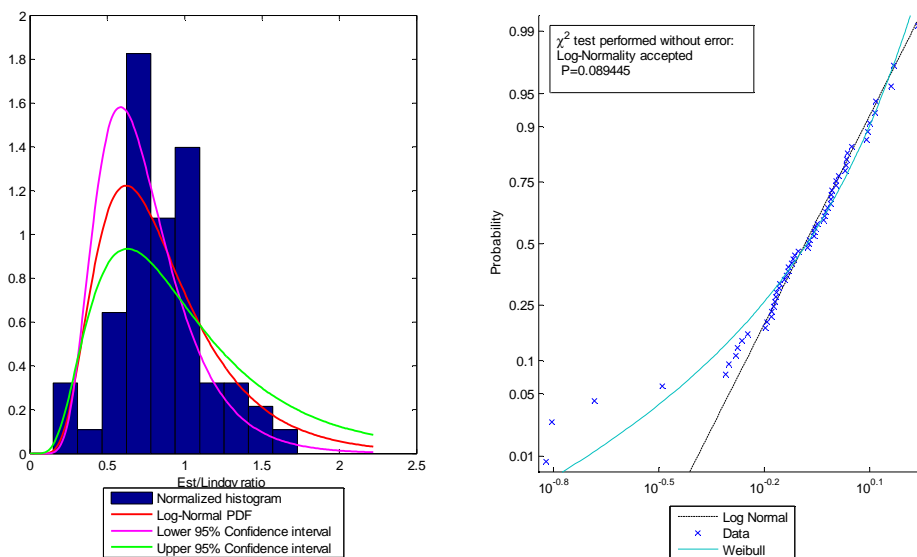 2
1.8
1.6
1.4
1.2
1
0.8
0.6
0.4
0.2
0
0 0.5 1 1.5 2 2.5
Est/Lindgy ratio
Normalized histogram
Log-Normal PDF
Lower 95% Confidence interval
Upper 95% Confidence interval
χ² test performed without error:
Log-Normality accepted
P=0.089445
Probability
0.99
0.95
0.9
0.75
0.5
0.25
0.1
0.05
0.01
10^-0.8 10^-0.5 10^-0.2 10^0.1
Log Normal
Data
Weibull